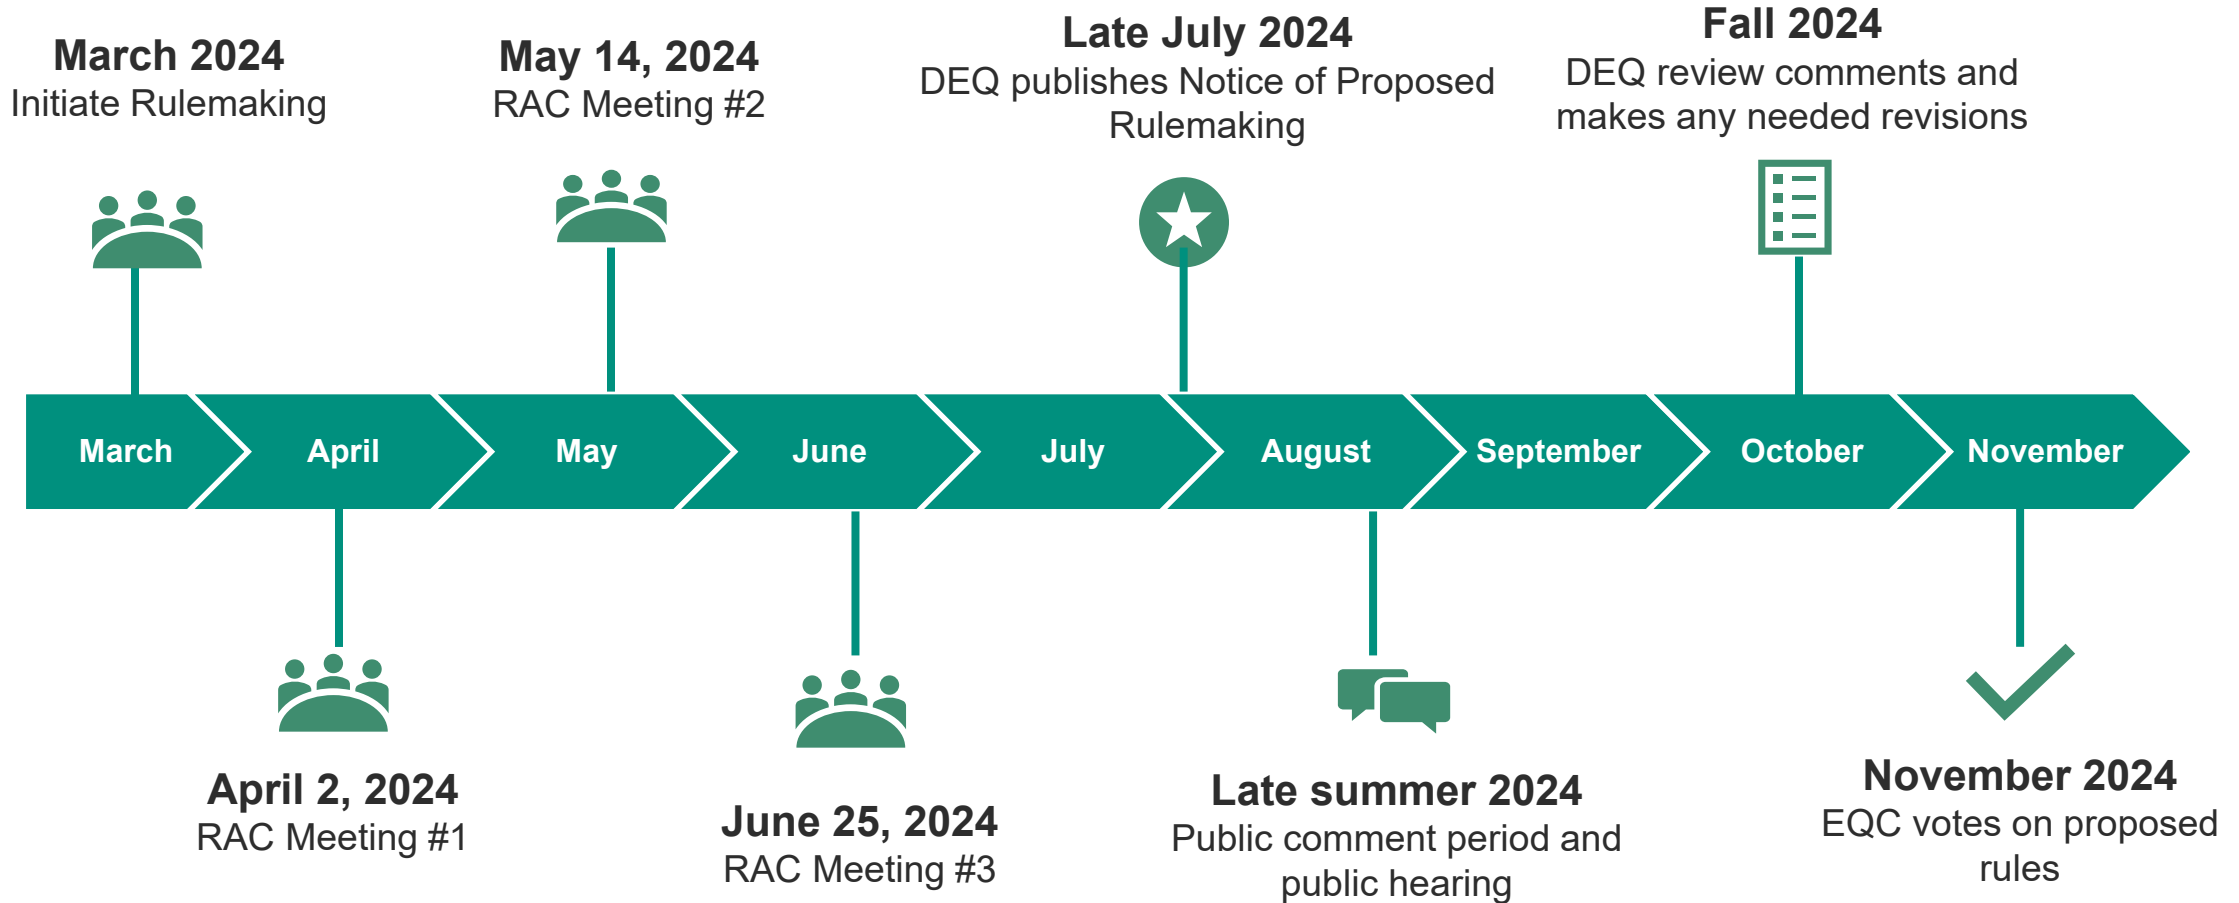 March 2024
Initiate Rulemaking
May 14, 2024
RAC Meeting #2
Late July 2024
DEQ publishes Notice of Proposed
Rulemaking
Fall 2024
DEQ review comments and
makes any needed revisions
March
April
May
June
July
August
September
October
November
April 2, 2024
RAC Meeting #1
June 25, 2024
RAC Meeting #3
Late summer 2024
Public comment period and
public hearing
November 2024
EQC votes on proposed
rules